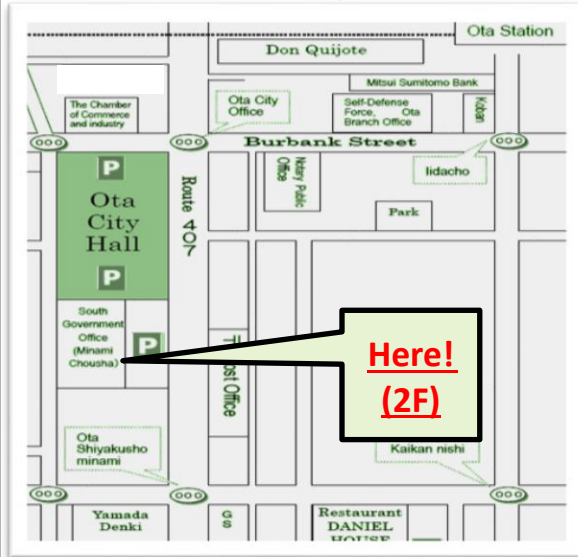 Ota Station
Don Quijote
Mitsui Sumitomo Bank
The Chamber
of Commerce
and industry
Ota City
Office
Self-Defense
Force, Ota
Branch Office
Koban
Burbank Street
Iidacho
P
Ota
City
Hall
P
Route 407
Notary Public
Office
Park
South
Government
Office
(Minami
Chousha)
P
Post Office
Here!
(2F)
Ota
Shiyakusho
minami
Kaikan nishi
Yamada
Denki
GS
Restaurant
DANIEL
HOUSE